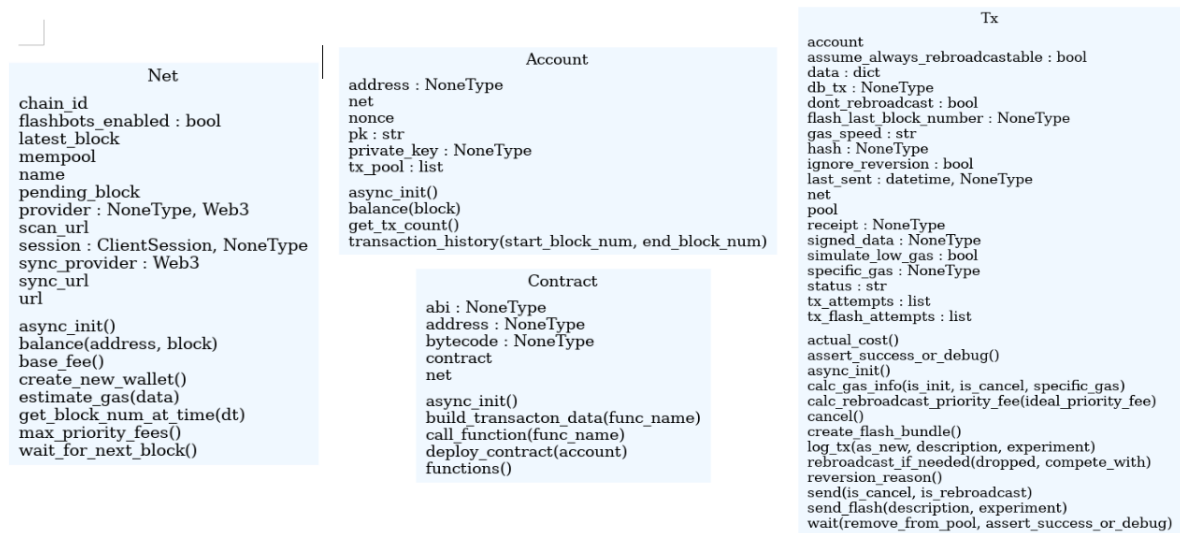 Net
chain_id
flashbots_enabled : bool
latest_block
mempool
name
pending_block
provider : NoneType, Web3
scan_url
session : ClientSession, NoneType
sync_provider : Web3
sync_url
url
async_init()
balance(address, block)
base_fee()
create_new_wallet()
estimate_gas(data)
get_block_num_at_time(dt)
max_priority_fees()
wait_for_next_block()
Account
address : NoneType
net
nonce
pk : str
private_key : NoneType
tx_pool : list
async_init()
balance(block)
get_tx_count()
transaction_history(start_block_num, end_block_num)
Contract
abi : NoneType
address : NoneType
bytecode : NoneType
contract
net
async_init()
build_transacton_data(func_name)
call_function(func_name)
deploy_contract(account)
functions()
Tx
account
assume_always_rebroadcastable : bool
data : dict
db_tx : NoneType
dont_rebroadcast : bool
flash_last_block_number : NoneType
gas_speed : str
hash : NoneType
ignore_reversion : bool
last_sent : datetime, NoneType
net
pool
receipt : NoneType
signed_data : NoneType
simulate_low_gas : bool
specific_gas : NoneType
status : str
tx_attempts : list
tx_flash_attempts : list
actual_cost()
assert_success_or_debug()
async_init()
calc_gas_info(is_init, is_cancel, specific_gas)
calc_rebroadcast_priority_fee(ideal_priority_fee)
cancel()
create_flash_bundle()
log_tx(as_new, description, experiment)
rebroadcast_if_needed(dropped, compete_with)
reversion_reason()
send(is_cancel, is_rebroadcast)
send_flash(description, experiment)
wait(remove_from_pool, assert_success_or_debug)